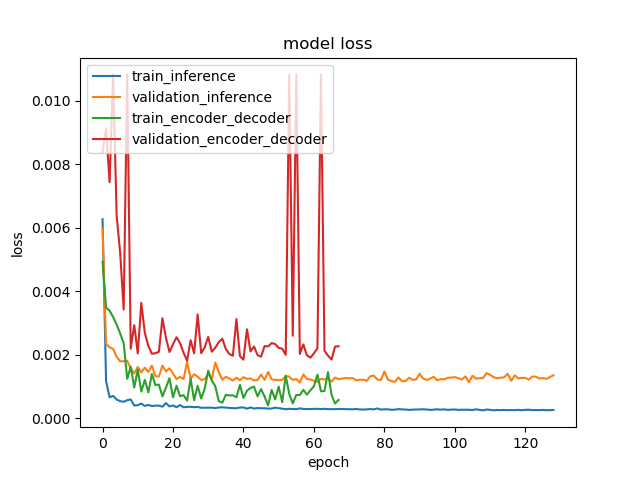 model loss
train_inference
validation_inference
train_encoder_decoder
validation_encoder_decoder
0.010
0.008
0.006
0.004
0.002
0.000
loss
0 20 40 60 80 100 120
epoch